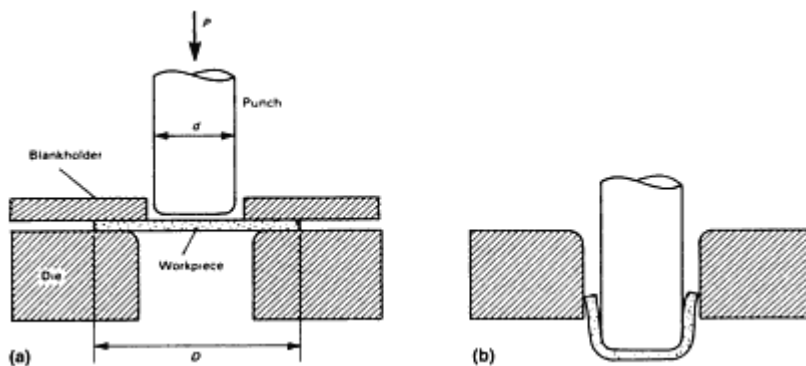 P
Punch
d
Blankholder
Workpiece
Die
D
(a)
(b)